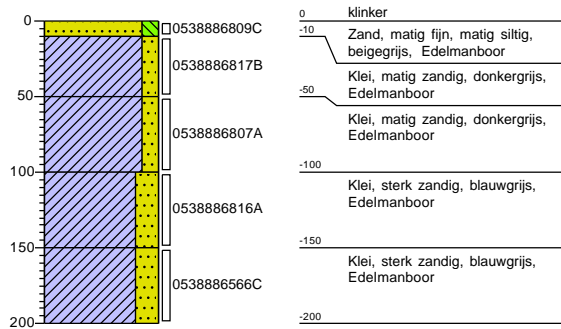 0
50
100
150
200
0538886809C
0538886817B
0538886807A
0538886816A
0538886566C
0 klinker
-10 Zand, matig fijn, matig siltig,
beigegrijs, Edelmanboor
Klei, matig zandig, donkergrijs,
Edelmanboor
-50
Klei, matig zandig, donkergrijs,
Edelmanboor
-100
Klei, sterk zandig, blauwgrijs,
Edelmanboor
-150
Klei, sterk zandig, blauwgrijs,
Edelmanboor
-200